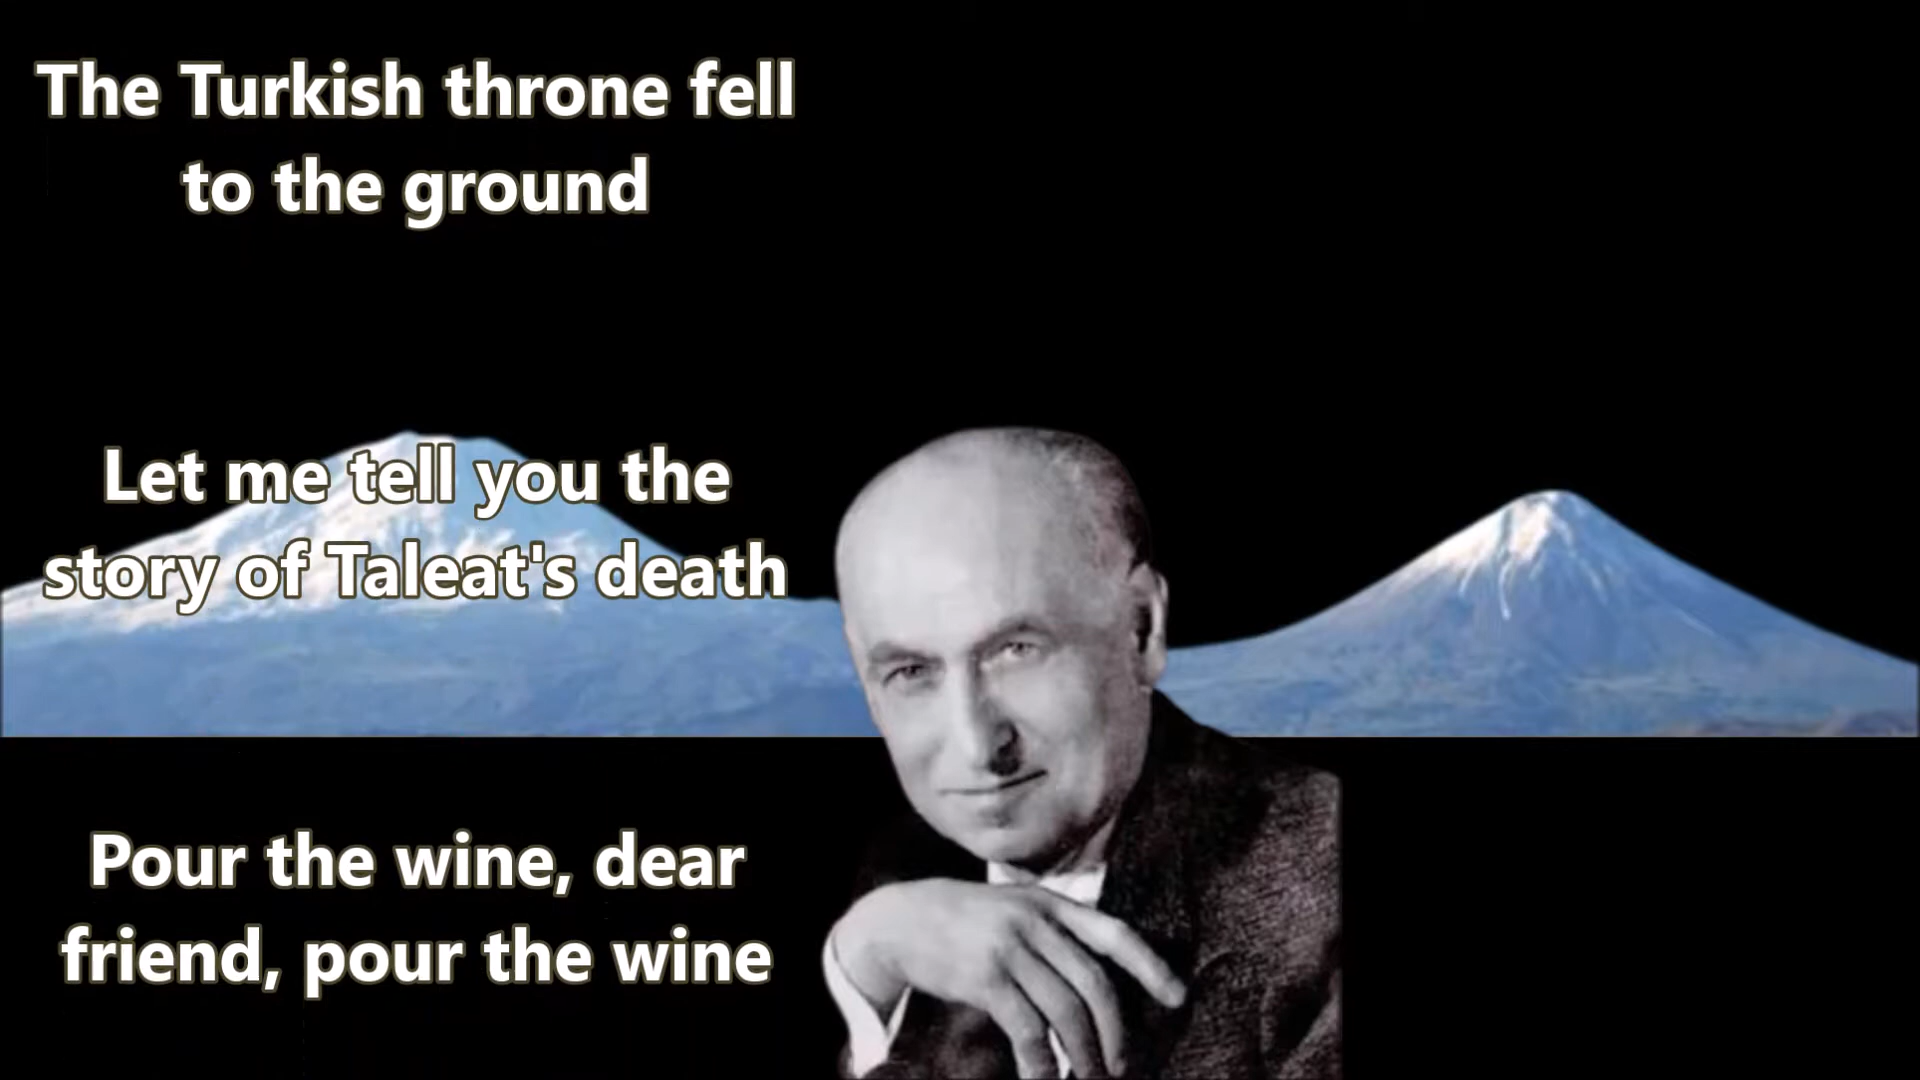 The Turkish throne fell
to the ground
Let me tell you the
story of Taleat's death
Pour the wine, dear
friend, pour the wine